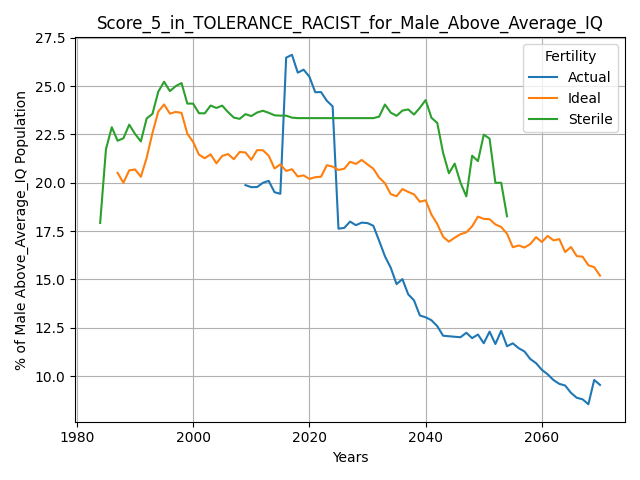 Score_5_in_TOLERANCE_RACIST_for_Male_Above_Average_IQ
% of Male Above_Average_IQ Population
27.5
25.0
22.5
20.0
17.5
15.0
12.5
10.0
Fertility
Actual
Ideal
Sterile
1980
2000
2020
2040
2060
Years